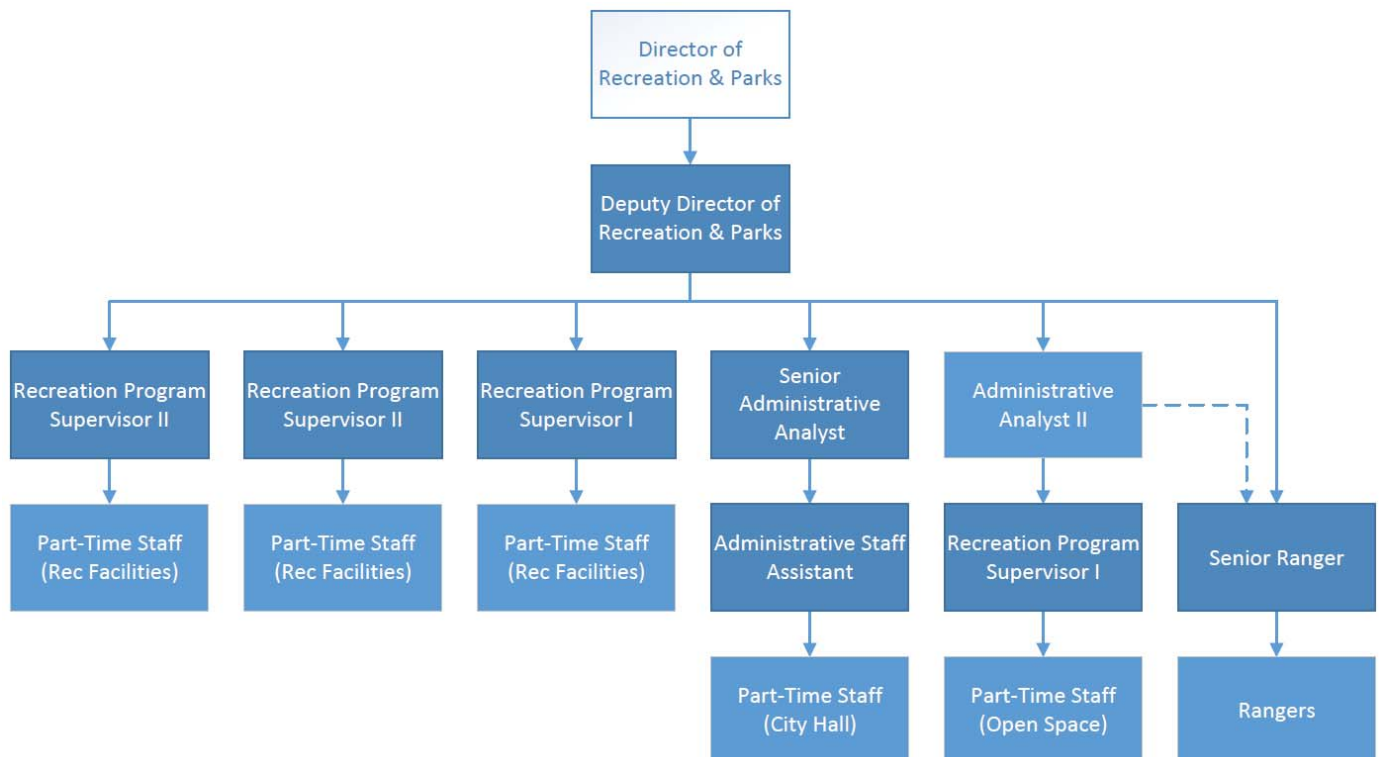 Director of
Recreation & Parks
Deputy Director of
Recreation & Parks
Recreation Program
Supervisor II
Recreation Program
Supervisor II
Recreation Program
Supervisor I
Senior
Administrative
Analyst
Administrative
Analyst II
Part-Time Staff
(Rec Facilities)
Part-Time Staff
(Rec Facilities)
Part-Time Staff
(Rec Facilities)
Administrative Staff
Assistant
Recreation Program
Supervisor I
Senior Ranger
Part-Time Staff
(City Hall)
Part-Time Staff
(Open Space)
Rangers